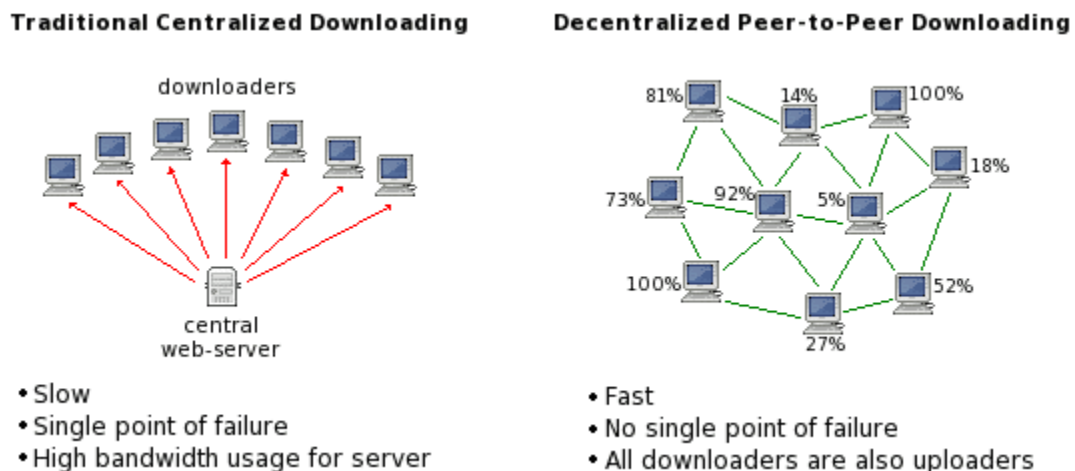 Traditional Centralized Downloading
downloaders
central
web-server
• Slow
• Single point of failure
• High bandwidth usage for server
Decentralized Peer-to-Peer Downloading
81%
14%
100%
18%
73%
92%
5%
100%
52%
27%
• Fast
• No single point of failure
• All downloaders are also uploaders